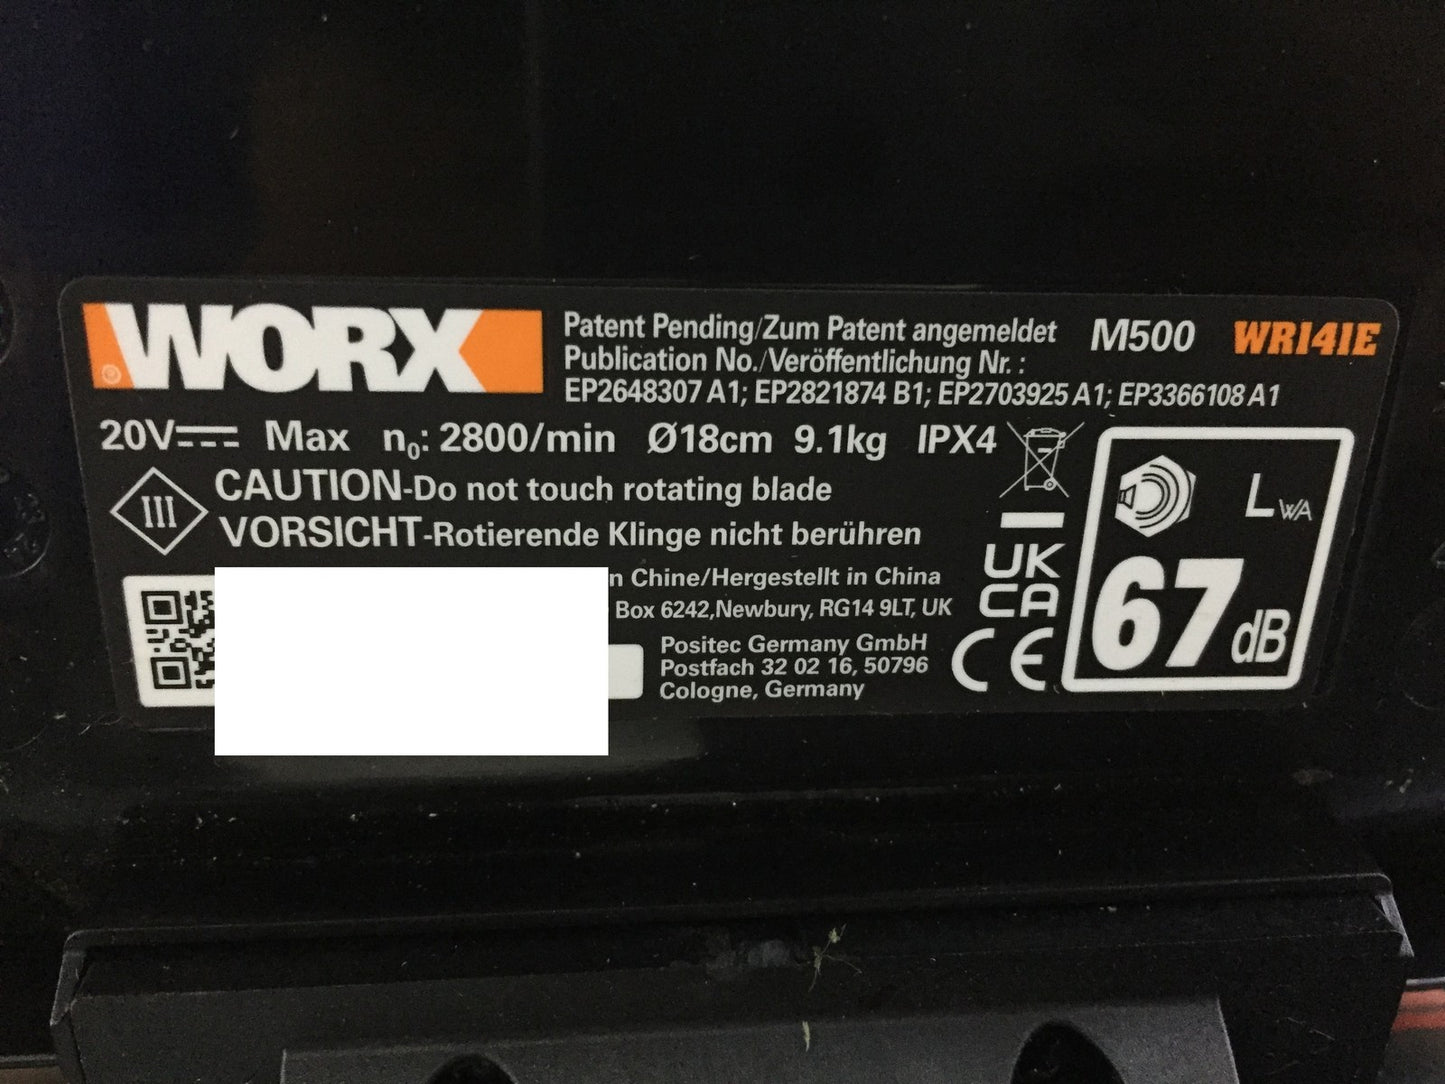 WORX
Patent Pending/Zum Patent angemeldet M500 WR141E
Publication No./Veröffentlichung Nr. :
EP2648307 A1; EP2821874 B1; EP2703925 A1; EP3366108 A1
20V Max n0: 2800/min Ø18cm 9.1kg IPX4
III
CAUTION-Do not touch rotating blade
VORSICHT-Rotierende Klinge nicht berühren
Chine/Hergestellt in China
Box 6242,Newbury, RG14 9LT, UK
Positec Germany GmbH
Postfach 32 02 16, 50796
Cologne, Germany
UK
CA
CE
LWA
67dB